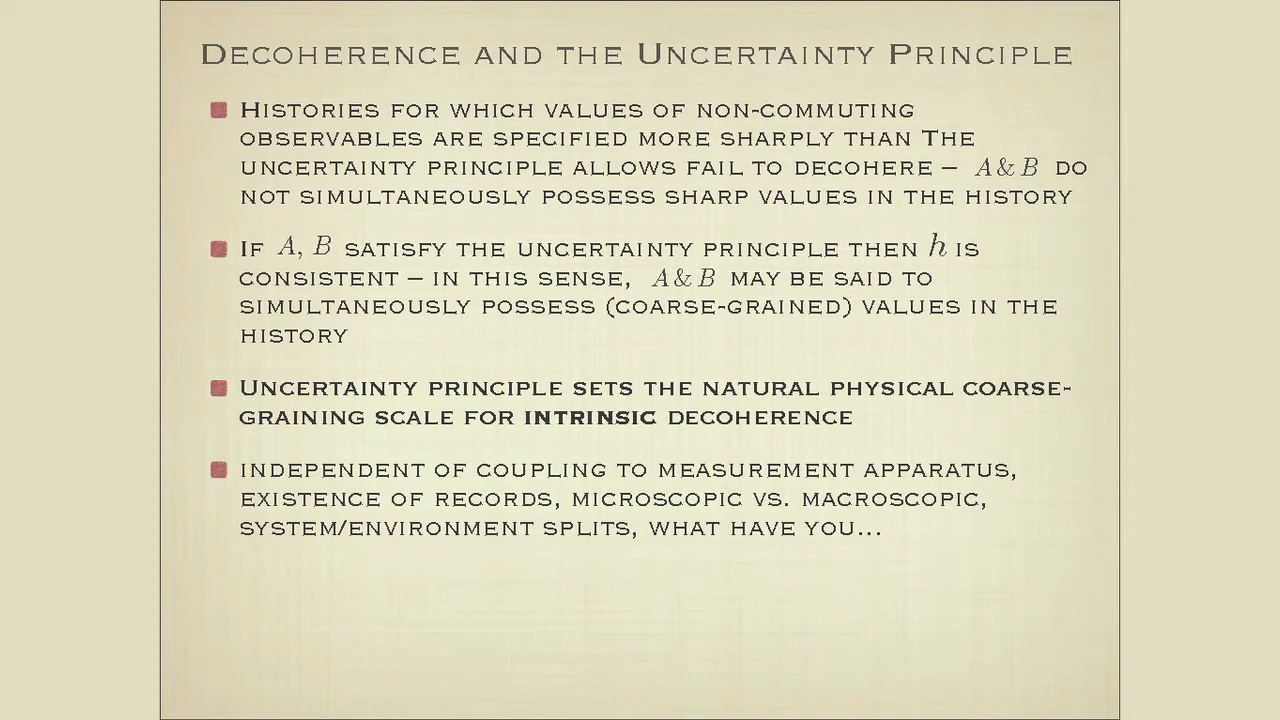 Decoherence and the Uncertainty Principle
Histories for which values of non-commuting
observables are specified more sharply than The
uncertainty principle allows fail to decohere – A&B do
not simultaneously possess sharp values in the history
If A, B satisfy the uncertainty principle then h is
consistent – in this sense, A&B may be said to
simultaneously possess (coarse-grained) values in the
history
Uncertainty principle sets the natural physical coarse-
graining scale for intrinsic decoherence
independent of coupling to measurement apparatus,
existence of records, microscopic vs. macroscopic,
system/environment splits, what have you...